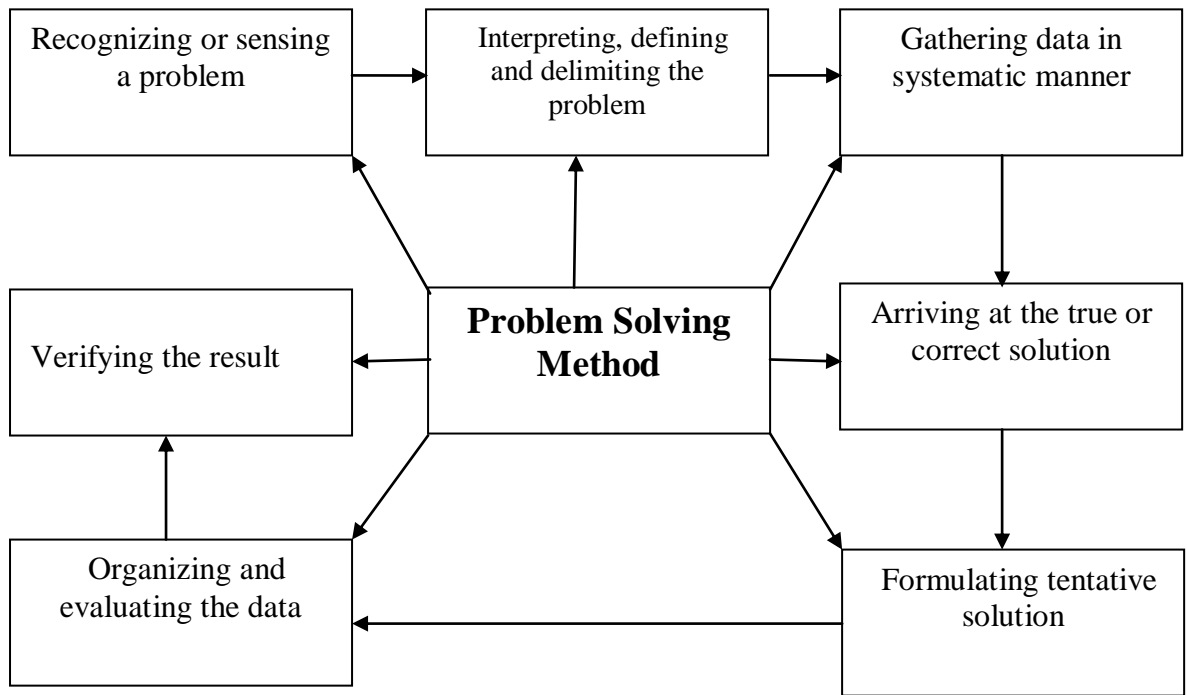 Recognizing or sensing
a problem
Interpreting, defining
and delimiting the
problem
Gathering data in
systematic manner
Problem Solving
Method
Arriving at the true or
correct solution
Verifying the result
Organizing and
evaluating the data
Formulating tentative
solution